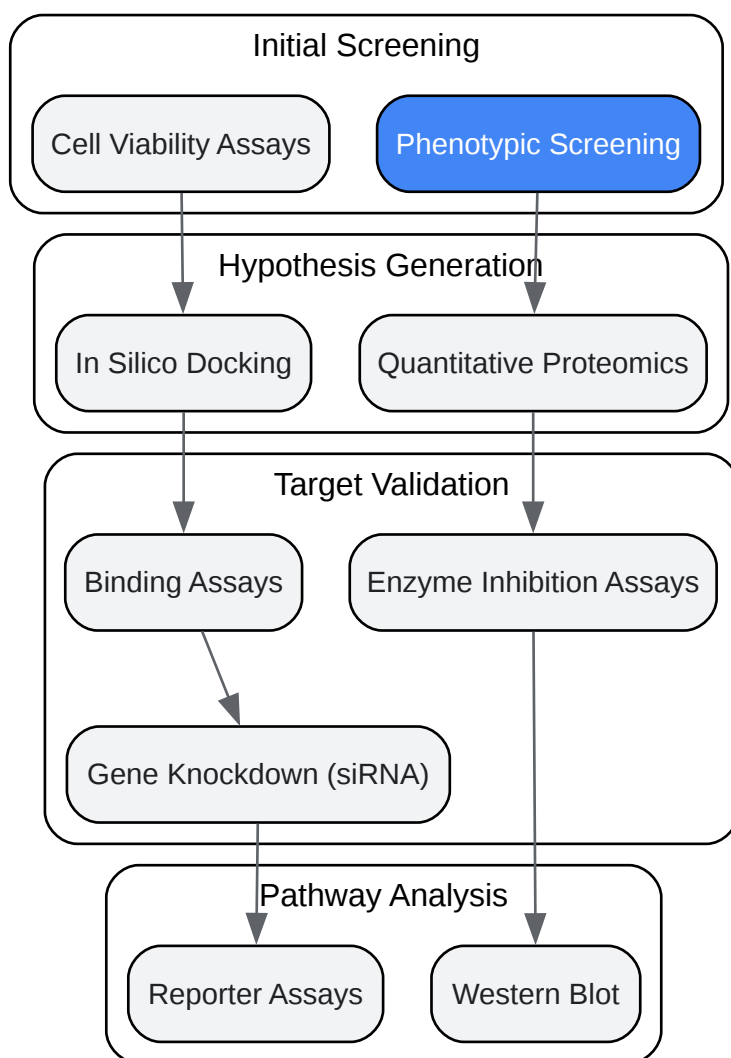 Initial Screening
Cell Viability Assays
Phenotypic Screening
Hypothesis Generation
In Silico Docking
Quantitative Proteomics
Target Validation
Binding Assays
Enzyme Inhibition Assays
Gene Knockdown (siRNA)
Pathway Analysis
Reporter Assays
Western Blot